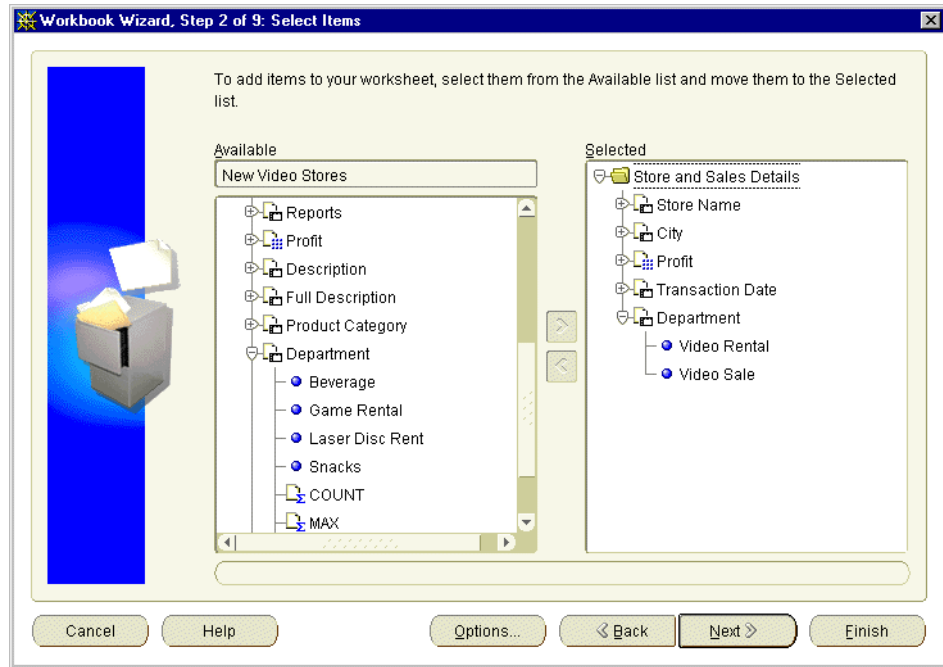 Workbook Wizard, Step 2 of 9: Select Items
To add items to your worksheet, select them from the Available list and move them to the Selected
list.
Available
New Video Stores
Reports
Profit
Description
Full Description
Product Category
Department
Beverage
Game Rental
Laser Disc Rent
Snacks
COUNT
MAX
Selected
Store and Sales Details
Store Name
City
Profit
Transaction Date
Department
Video Rental
Video Sale
Cancel
Help
Options...
Back
Next
Finish